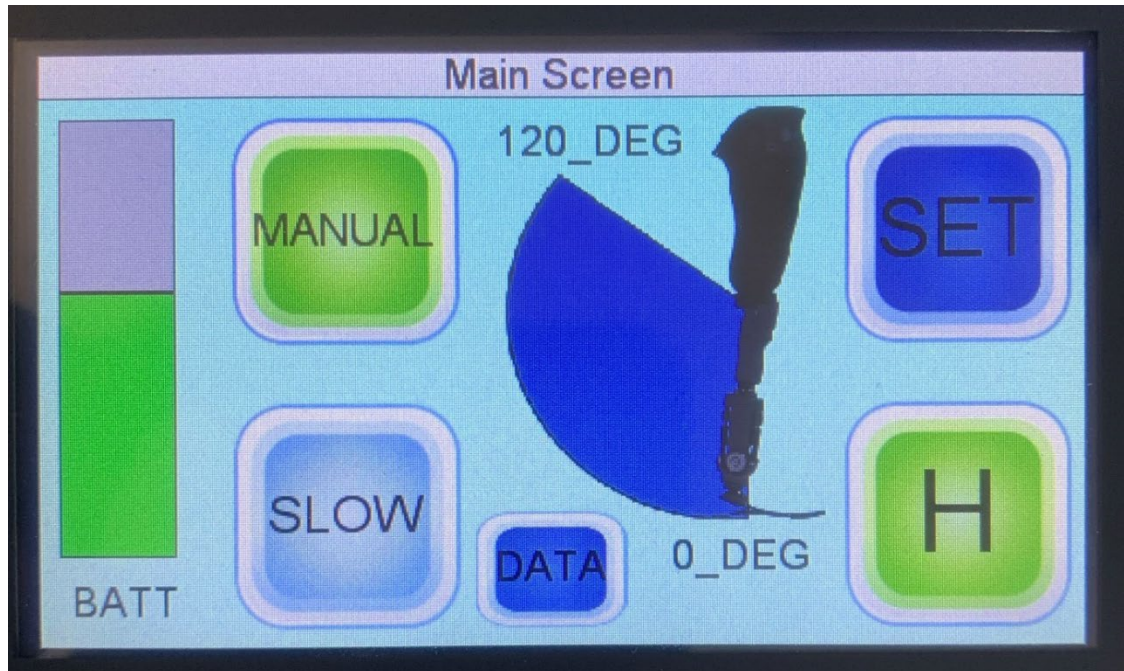 Main Screen
120_DEG
MANUAL
SET
SLOW
DATA
0_DEG
H
BATT